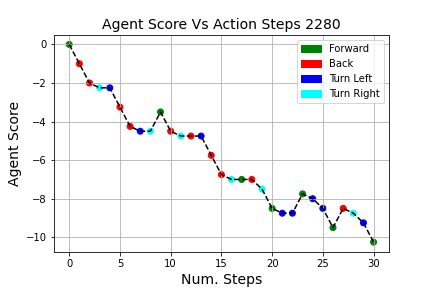 Agent Score Vs Action Steps 2280
Forward
Back
Turn Left
Turn Right
Agent Score
0
−2
−4
−6
−8
−10
0 5 10 15 20 25 30
Num. Steps